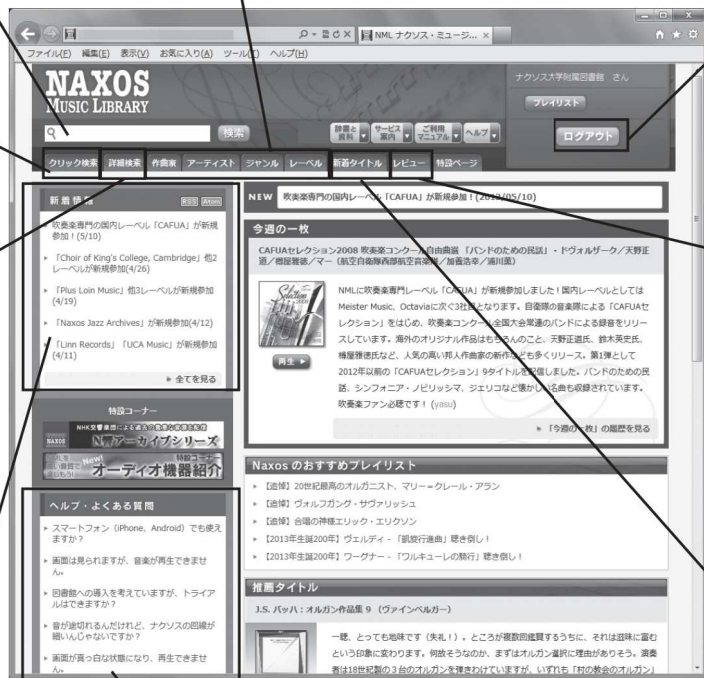 NML ナクソス・ミュージ...
ファイル(F) 編集(E) 表示(V) お気に入り(A) ツール(T) ヘルプ(H)
NAXOS
MUSIC LIBRARY
ナクソス大学附属図書館 さん
プレイリスト
ログアウト
検索
辞書と資料 サービス案内 ご利用マニュアル ヘルプ
クリック検索 詳細検索 作曲家 アーティスト ジャンル レーベル 新着タイトル レビュー 特設ページ
新着情報 RSS Atom
吹奏楽専門の国内レーベル「CAFUA」が新規
参加！(5/10)
「Choir of King's College, Cambridge」他2
レーベルが新規参加(4/26)
「Plus Loin Music」他3レーベルが新規参加
(4/19)
「Naxos Jazz Archives」が新規参加(4/12)
「Linn Records」「UCA Music」が新規参加
(4/11)
全てを見る
特設コーナー
NHK交響楽団による過去の貴重な音源を配信
NAXOS N響アーカイブシリーズ
New! 特設コーナー
オーディオ機器紹介
ヘルプ・よくある質問
スマートフォン（iPhone、Android）でも使え
ますか？
画面は見られますが、音楽が再生できませ
ん。
図書館への導入を考えていますが、トライア
ルはできますか？
音が途切れるんだけれど、ナクソスの回線が
細いんじゃないですか？
画面が真っ白な状態になり、再生できませ
ん。
NEW 吹奏楽専門の国内レーベル「CAFUA」が新規参加！(2013/05/10)
今週の一枚
CAFUAセレクション2008 吹奏楽コンクール自由曲選 「バンドのための民話」 - ドヴォルザーク／天野正
道／樽屋雅徳／マー（航空自衛隊西部航空音楽隊／加養浩幸／浦川薫）
Selection
再生
NMLに吹奏楽専門レーベル「CAFUA」が新規参加しました！国内レーベルとしては
Meister Music、Octaviaに次ぐ3社目となります。自衛隊の音楽隊による「CAFUAセ
レクション」をはじめ、吹奏楽コンクール全国大会常連のバンドによる録音をリリー
スしています。海外のオリジナル作品はもちろんのこと、天野正道氏、鈴木英史氏、
樽屋雅徳氏など、人気の高い邦人作曲家の新作なども多くリリース。第1弾として
2012年以前の「CAFUAセレクション」9タイトルを配信しました。バンドのための民
話、シンフォニア・ノビリッシマ、ジェリコなど懐かしい名曲も収録されています。
吹奏楽ファン必聴です！ (yasu)
「今週の一枚」の履歴を見る
Naxos のおすすめプレイリスト
【追悼】20世紀最高のオルガニスト、マリー＝クレール・アラン
【追悼】ヴォルフガング・サヴァリッシュ
【追悼】合唱の神様エリック・エリクソン
【2013年生誕200年】ヴェルディ - 「凱旋行進曲」聴き倒し！
【2013年生誕200年】ワーグナー - 「ワルキューレの騎行」聴き倒し！
推薦タイトル
J.S. バッハ：オルガン作品集 9 （ヴァインベルガー）
一聴、とっても地味です（失礼！）。ところが複数回鑑賞するうちに、それは滋味に富む
という印象に変わります。何故そうなのか、まずはオルガン選択に理由がありそう。演奏
者は18世紀製の3台のオルガンを弾きわけていますが、いずれも「村の教会のオルガン」